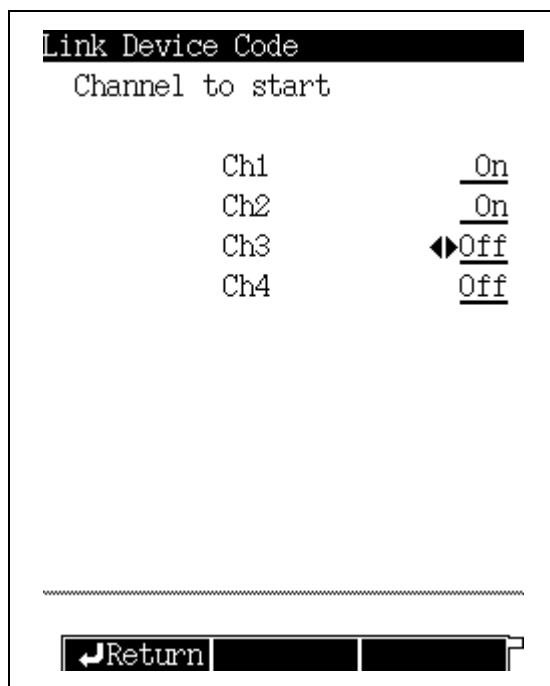 Link Device Code
Channel to start
Ch1 On
Ch2 On
Ch3 Off
Ch4 Off
Return